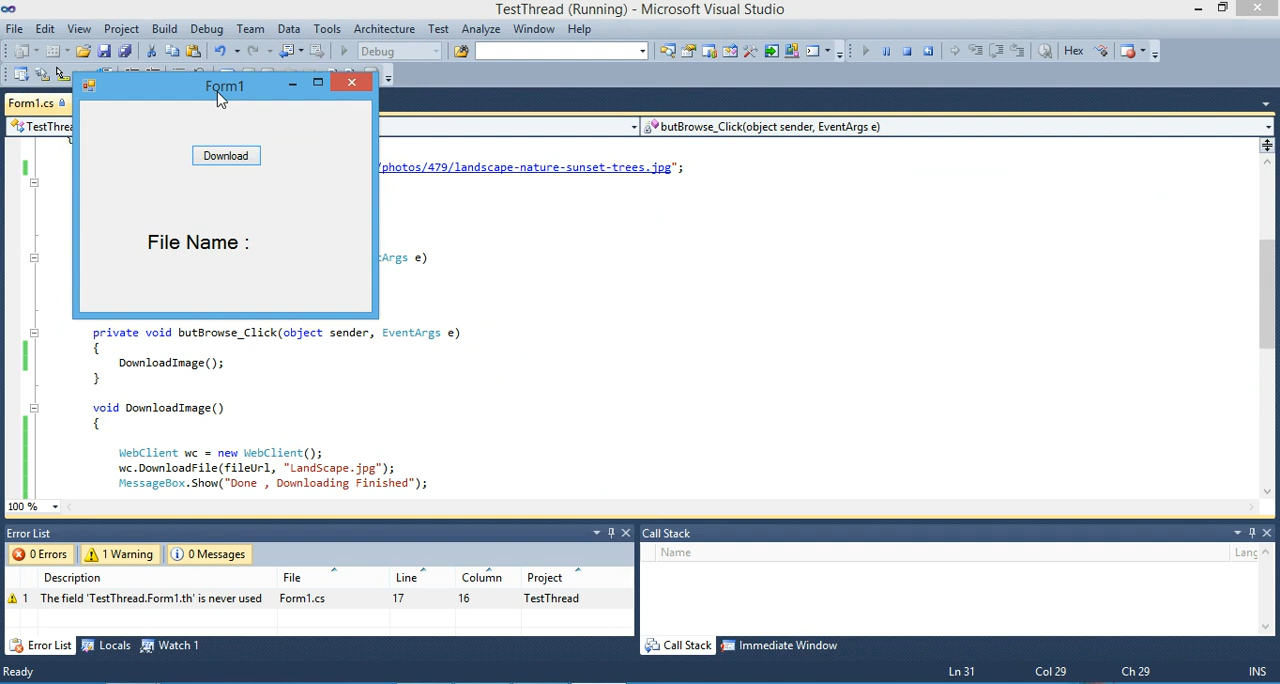 TestThread (Running) - Microsoft Visual Studio
File Edit View Project Build Debug Team Data Tools Architecture Test Analyze Window Help
Debug
Hex
Form1
Form1.cs
TestThrea
butBrowse_Click(object sender, EventArgs e)
Download
/photos/479/landscape-nature-sunset-trees.jpg";
File Name :
tArgs e)
private void butBrowse_Click(object sender, EventArgs e)
{
DownloadImage();
}
void DownloadImage()
{
WebClient wc = new WebClient();
wc.DownloadFile(fileUrl, "LandScape.jpg");
MessageBox.Show("Done , Downloading Finished");
100 %
Error List
Call Stack
0 Errors 1 Warning 0 Messages
Name Lang
Description File Line Column Project
1 The field 'TestThread.Form1.th' is never used Form1.cs 17 16 TestThread
Error List Locals Watch 1
Call Stack Immediate Window
Ready Ln 31 Col 29 Ch 29 INS